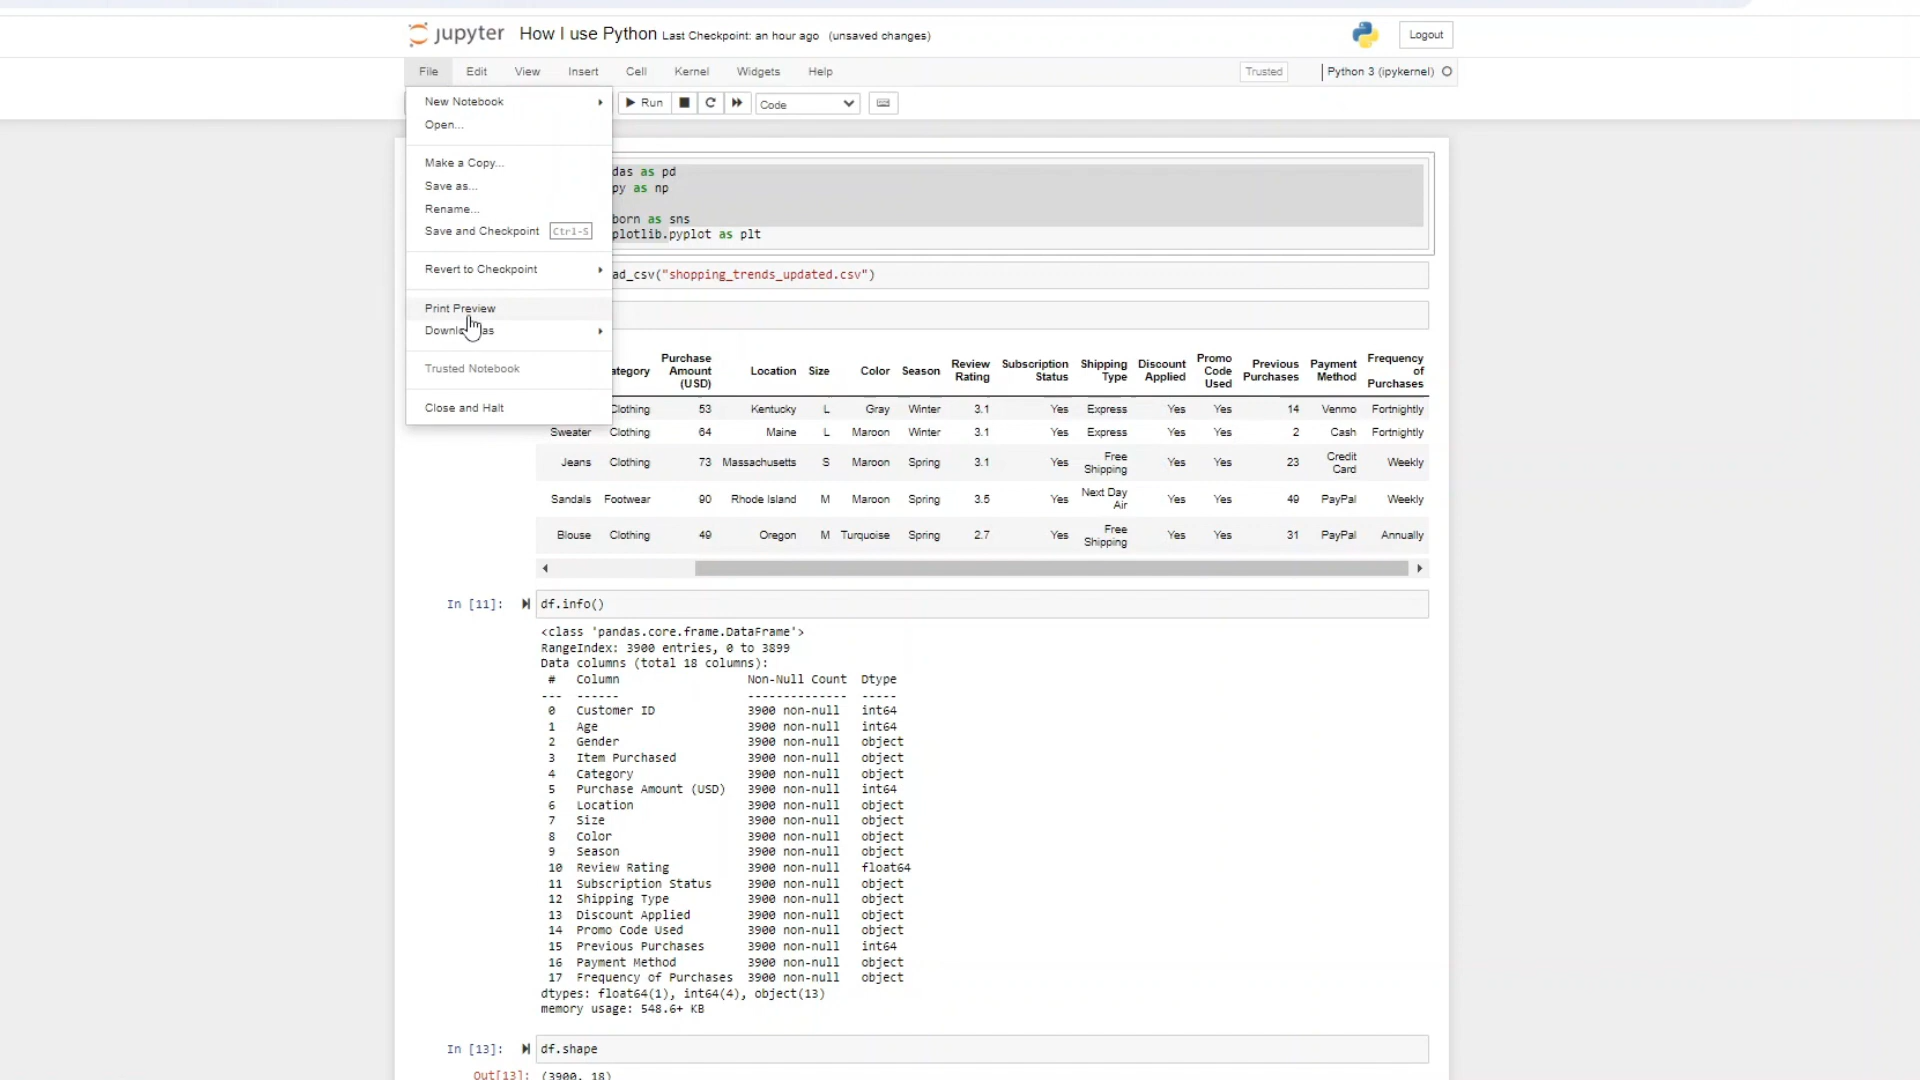 jupyter How I use Python Last Checkpoint: an hour ago (unsaved changes) Logout
File Edit View Insert Cell Kernel Widgets Help Trusted Python 3 (ipykernel)
Run Code
New Notebook
Open...
Make a Copy...
Save as...
Rename...
Save and Checkpoint Ctrl-S
Revert to Checkpoint
Print Preview
Download as
Trusted Notebook
Close and Halt
das as pd
py as np
born as sns
plotlib.pyplot as plt
ad_csv("shopping_trends_updated.csv")
ategory Purchase Amount (USD) Location Size Color Season Review Rating Subscription Status Shipping Type Discount Applied Promo Code Used Previous Purchases Payment Method Frequency of Purchases
Clothing 53 Kentucky L Gray Winter 3.1 Yes Express Yes Yes 14 Venmo Fortnightly
Sweater Clothing 64 Maine L Maroon Winter 3.1 Yes Express Yes Yes 2 Cash Fortnightly
Jeans Clothing 73 Massachusetts S Maroon Spring 3.1 Yes Free Shipping Yes Yes 23 Credit Card Weekly
Sandals Footwear 90 Rhode Island M Maroon Spring 3.5 Yes Next Day Air Yes Yes 49 PayPal Weekly
Blouse Clothing 49 Oregon M Turquoise Spring 2.7 Yes Free Shipping Yes Yes 31 PayPal Annually
In [11]: df.info()
<class 'pandas.core.frame.DataFrame'>
RangeIndex: 3900 entries, 0 to 3899
Data columns (total 18 columns):
# Column Non-Null Count Dtype
--- ------ -------------- -----
0 Customer ID 3900 non-null int64
1 Age 3900 non-null int64
2 Gender 3900 non-null object
3 Item Purchased 3900 non-null object
4 Category 3900 non-null object
5 Purchase Amount (USD) 3900 non-null int64
6 Location 3900 non-null object
7 Size 3900 non-null object
8 Color 3900 non-null object
9 Season 3900 non-null object
10 Review Rating 3900 non-null float64
11 Subscription Status 3900 non-null object
12 Shipping Type 3900 non-null object
13 Discount Applied 3900 non-null object
14 Promo Code Used 3900 non-null object
15 Previous Purchases 3900 non-null int64
16 Payment Method 3900 non-null object
17 Frequency of Purchases 3900 non-null object
dtypes: float64(1), int64(4), object(13)
memory usage: 548.6+ KB
In [13]: df.shape
Out[13]: (3900, 18)